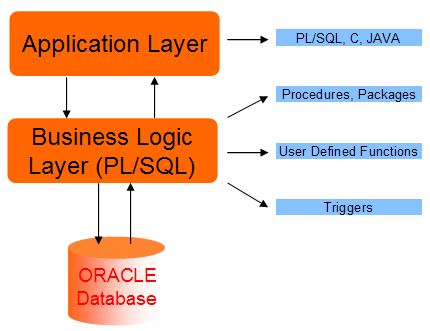 Application Layer
PL/SQL, C, JAVA
Procedures, Packages
Business Logic
Layer (PL/SQL)
User Defined Functions
Triggers
ORACLE
Database